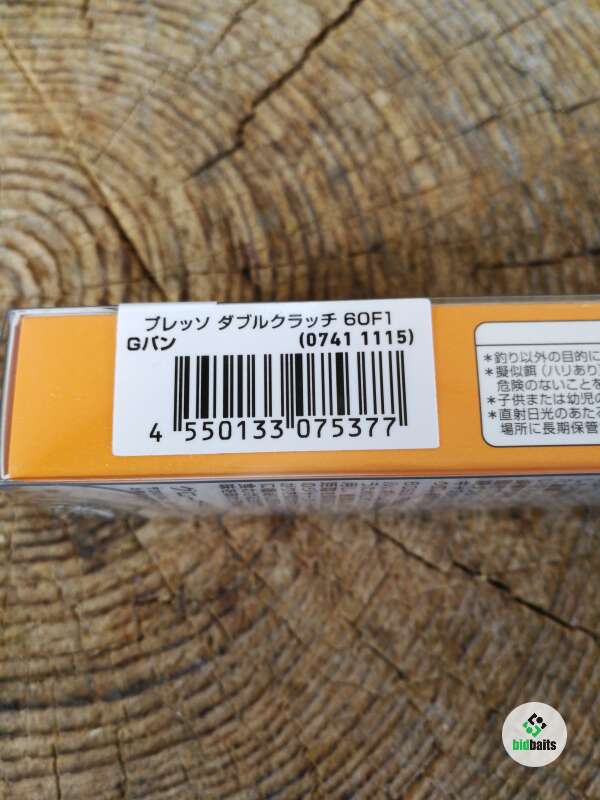 プレッソ ダブルクラッチ 60F1
Gパン (0741 1115)
4 550133 075377
*釣り以外の目的に
*擬似餌(ハリあり)
危険のないことを
*子供または幼児の
*直射日光のあたる
場所に長期保管
bidbaits